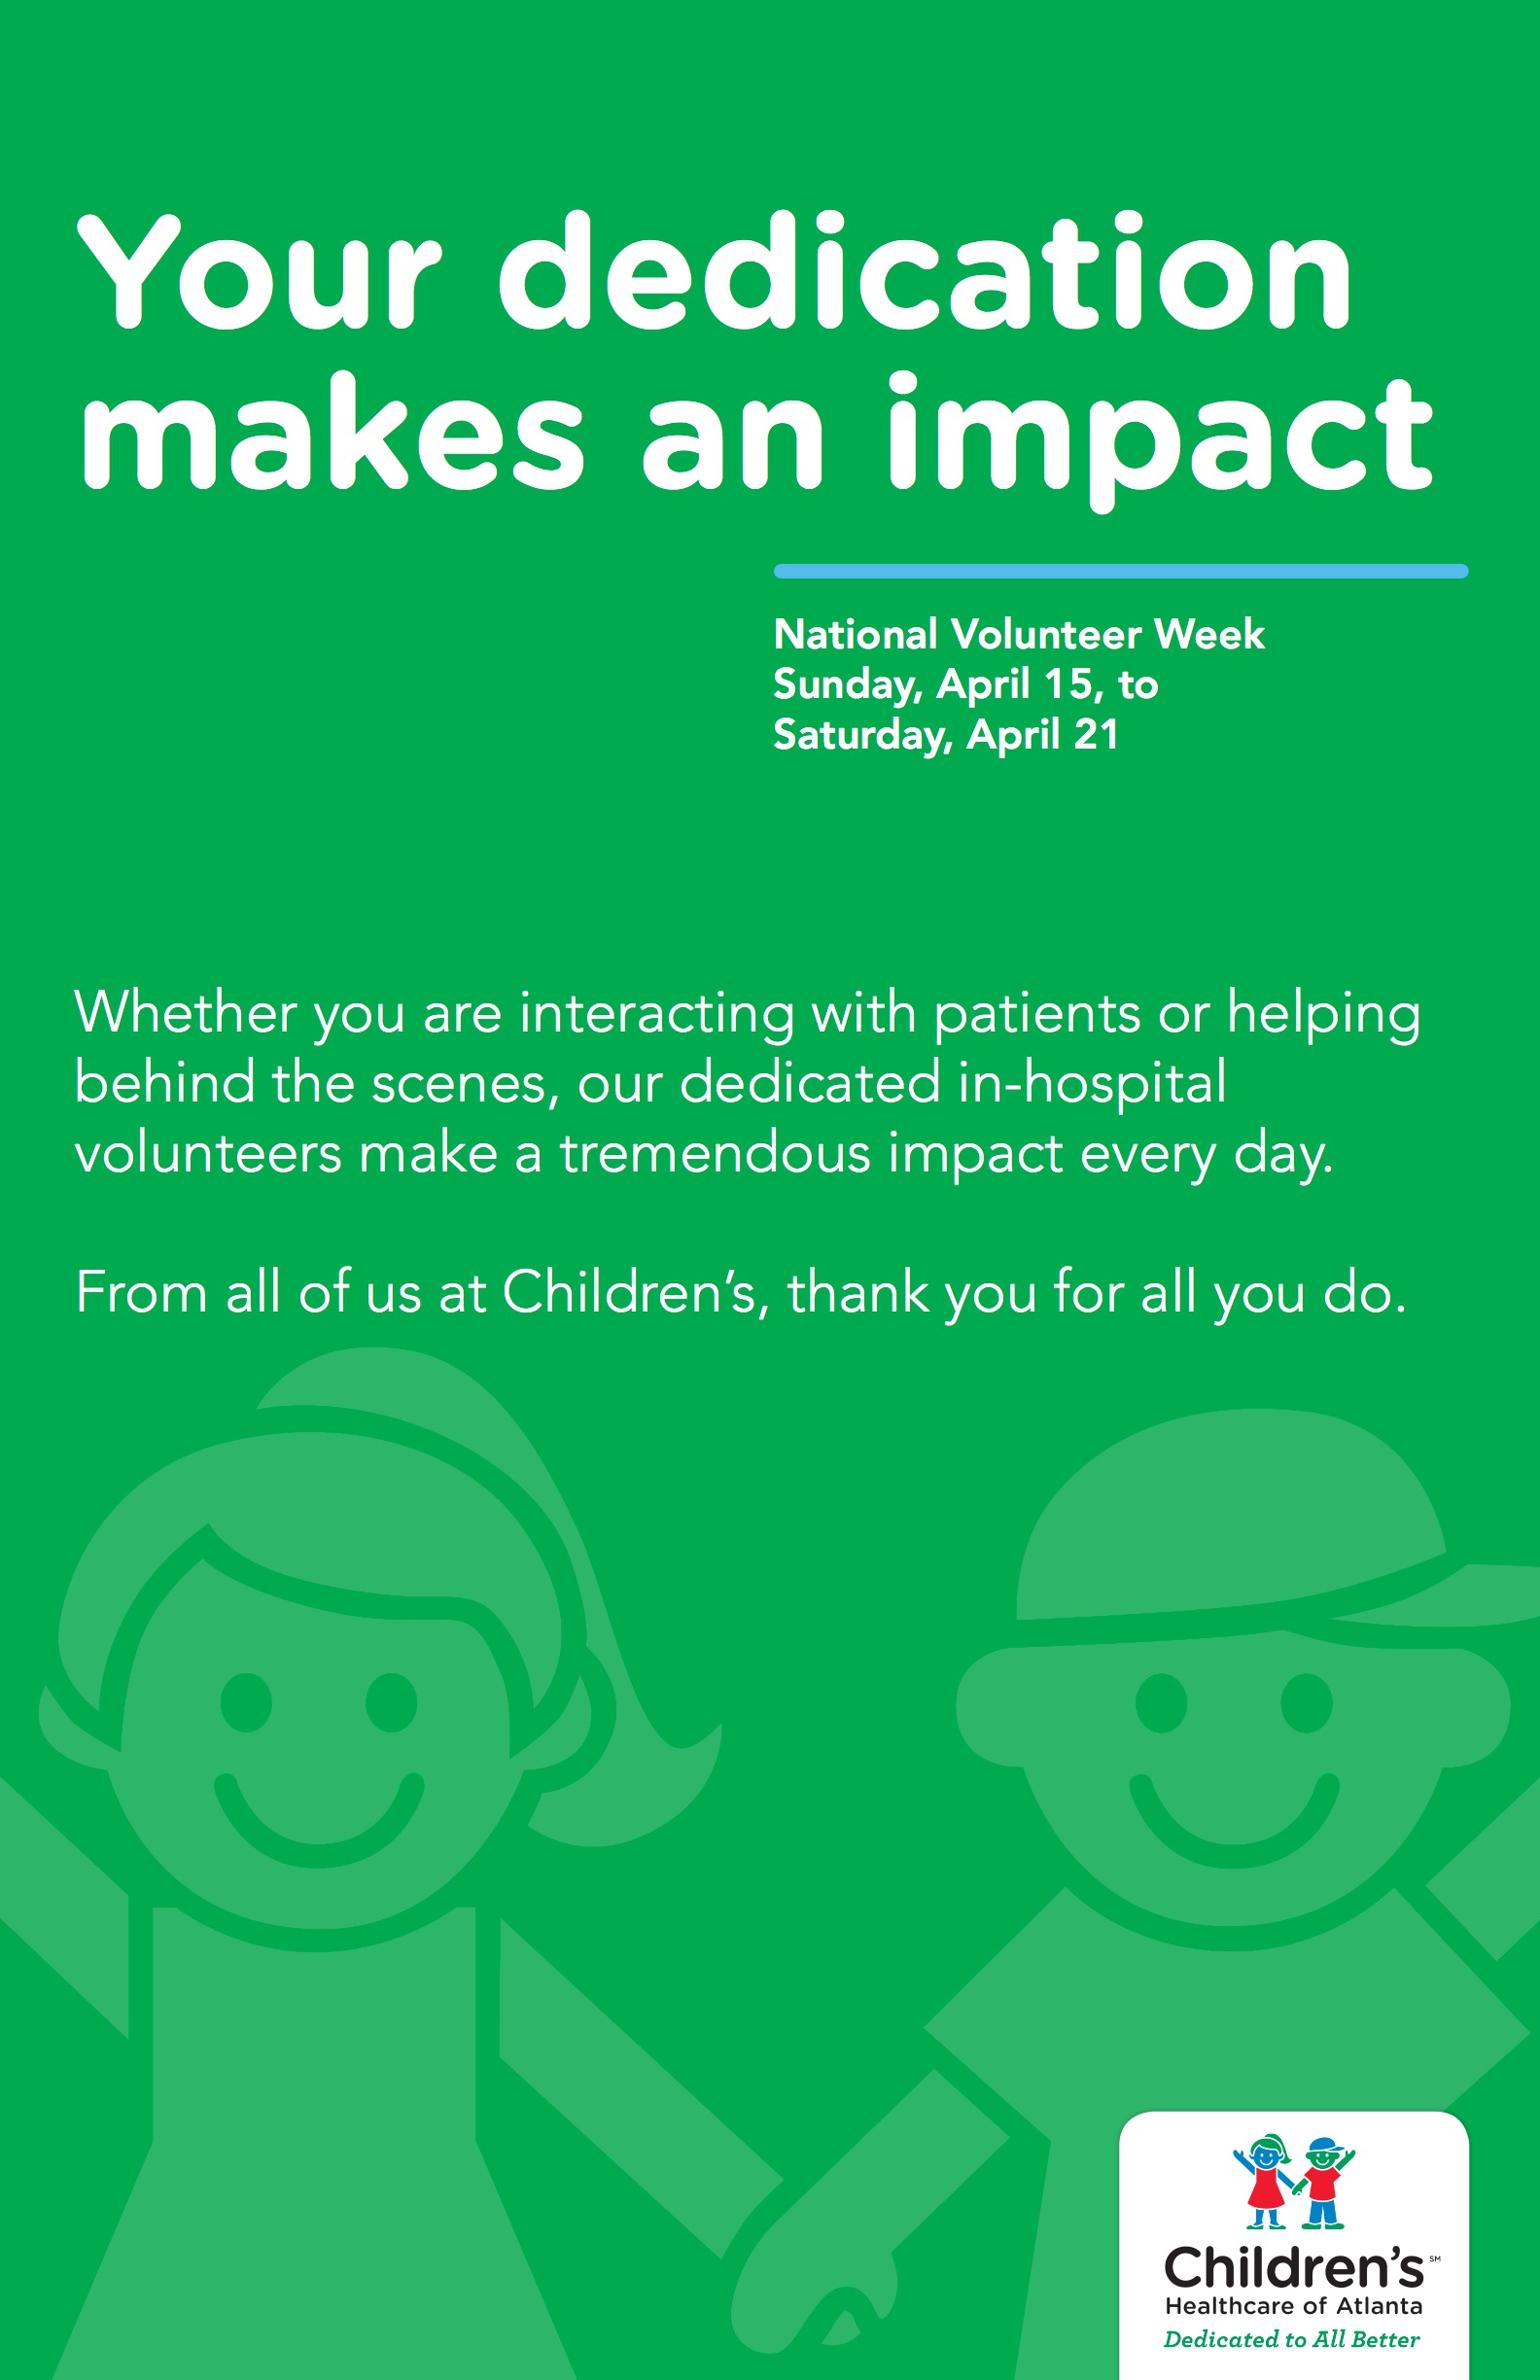 Your dedication
makes an impact
National Volunteer Week
Sunday, April 15, to
Saturday, April 21
Whether you are interacting with patients or helping
behind the scenes, our dedicated in-hospital
volunteers make a tremendous impact every day.
From all of us at Children’s, thank you for all you do.
Children’s℠
Healthcare of Atlanta
Dedicated to All Better